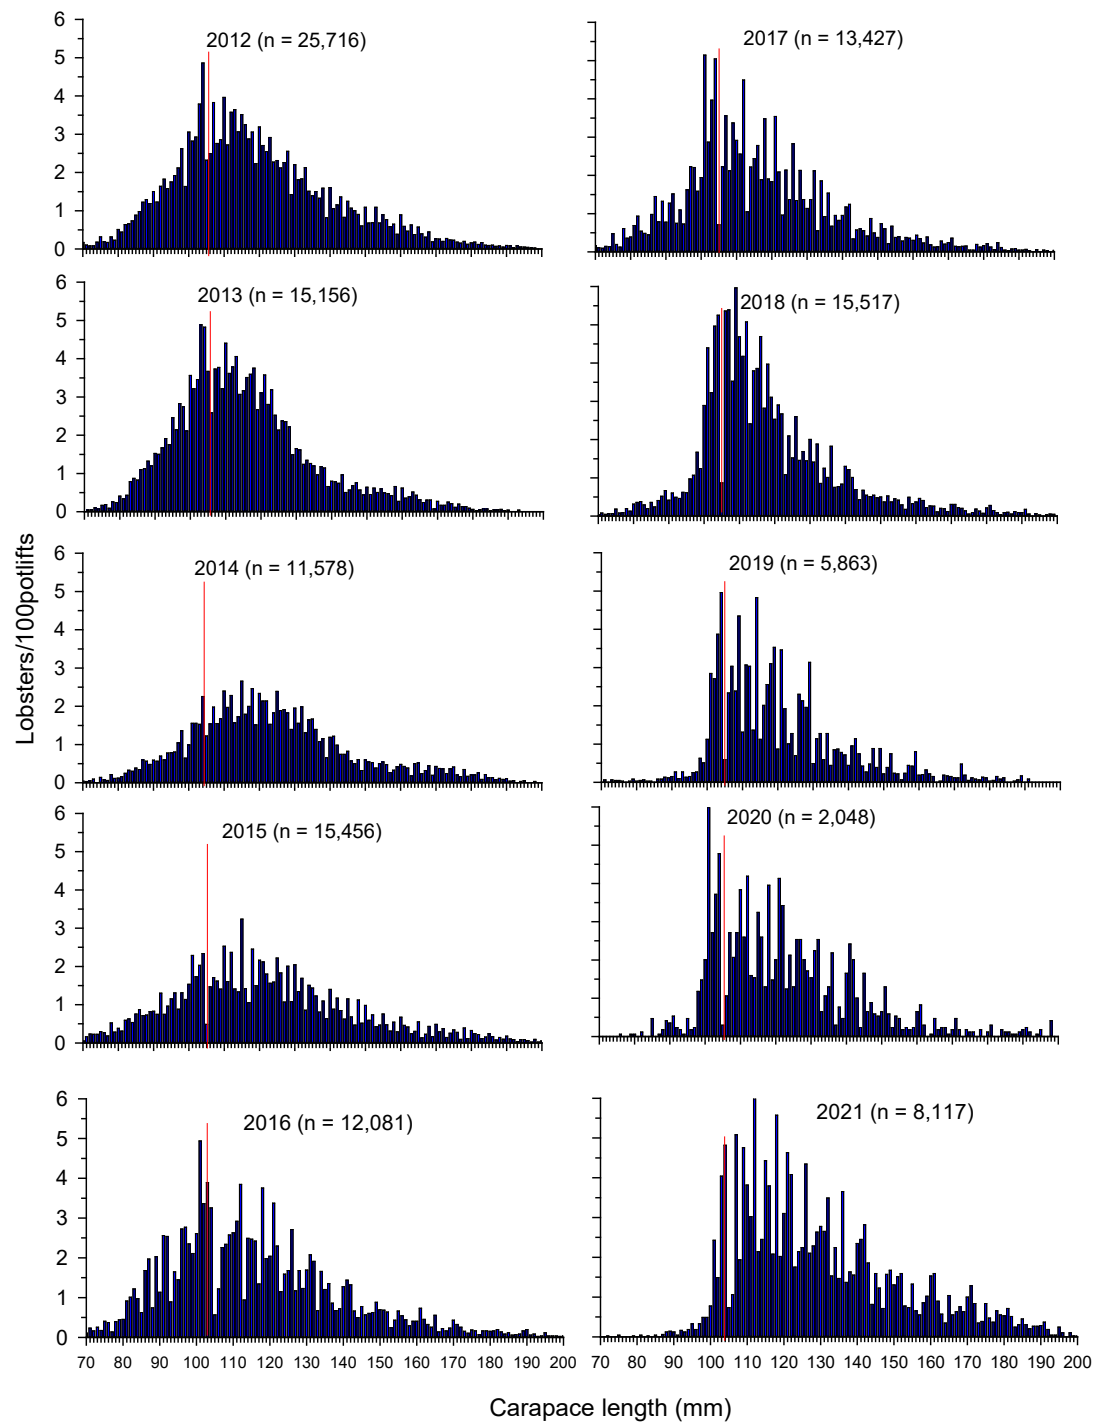 6
5
4
3
2
1
0
2012 (n = 25,716)
2017 (n = 13,427)
6
5
4
3
2
1
0
2013 (n = 15,156)
2018 (n = 15,517)
6
5
4
3
2
1
0
2014 (n = 11,578)
2019 (n = 5,863)
Lobsters/100potlifts
6
5
4
3
2
1
0
2015 (n = 15,456)
2020 (n = 2,048)
6
5
4
3
2
1
0
2016 (n = 12,081)
2021 (n = 8,117)
70 80 90 100 110 120 130 140 150 160 170 180 190 200
70 80 90 100 110 120 130 140 150 160 170 180 190 200
Carapace length (mm)